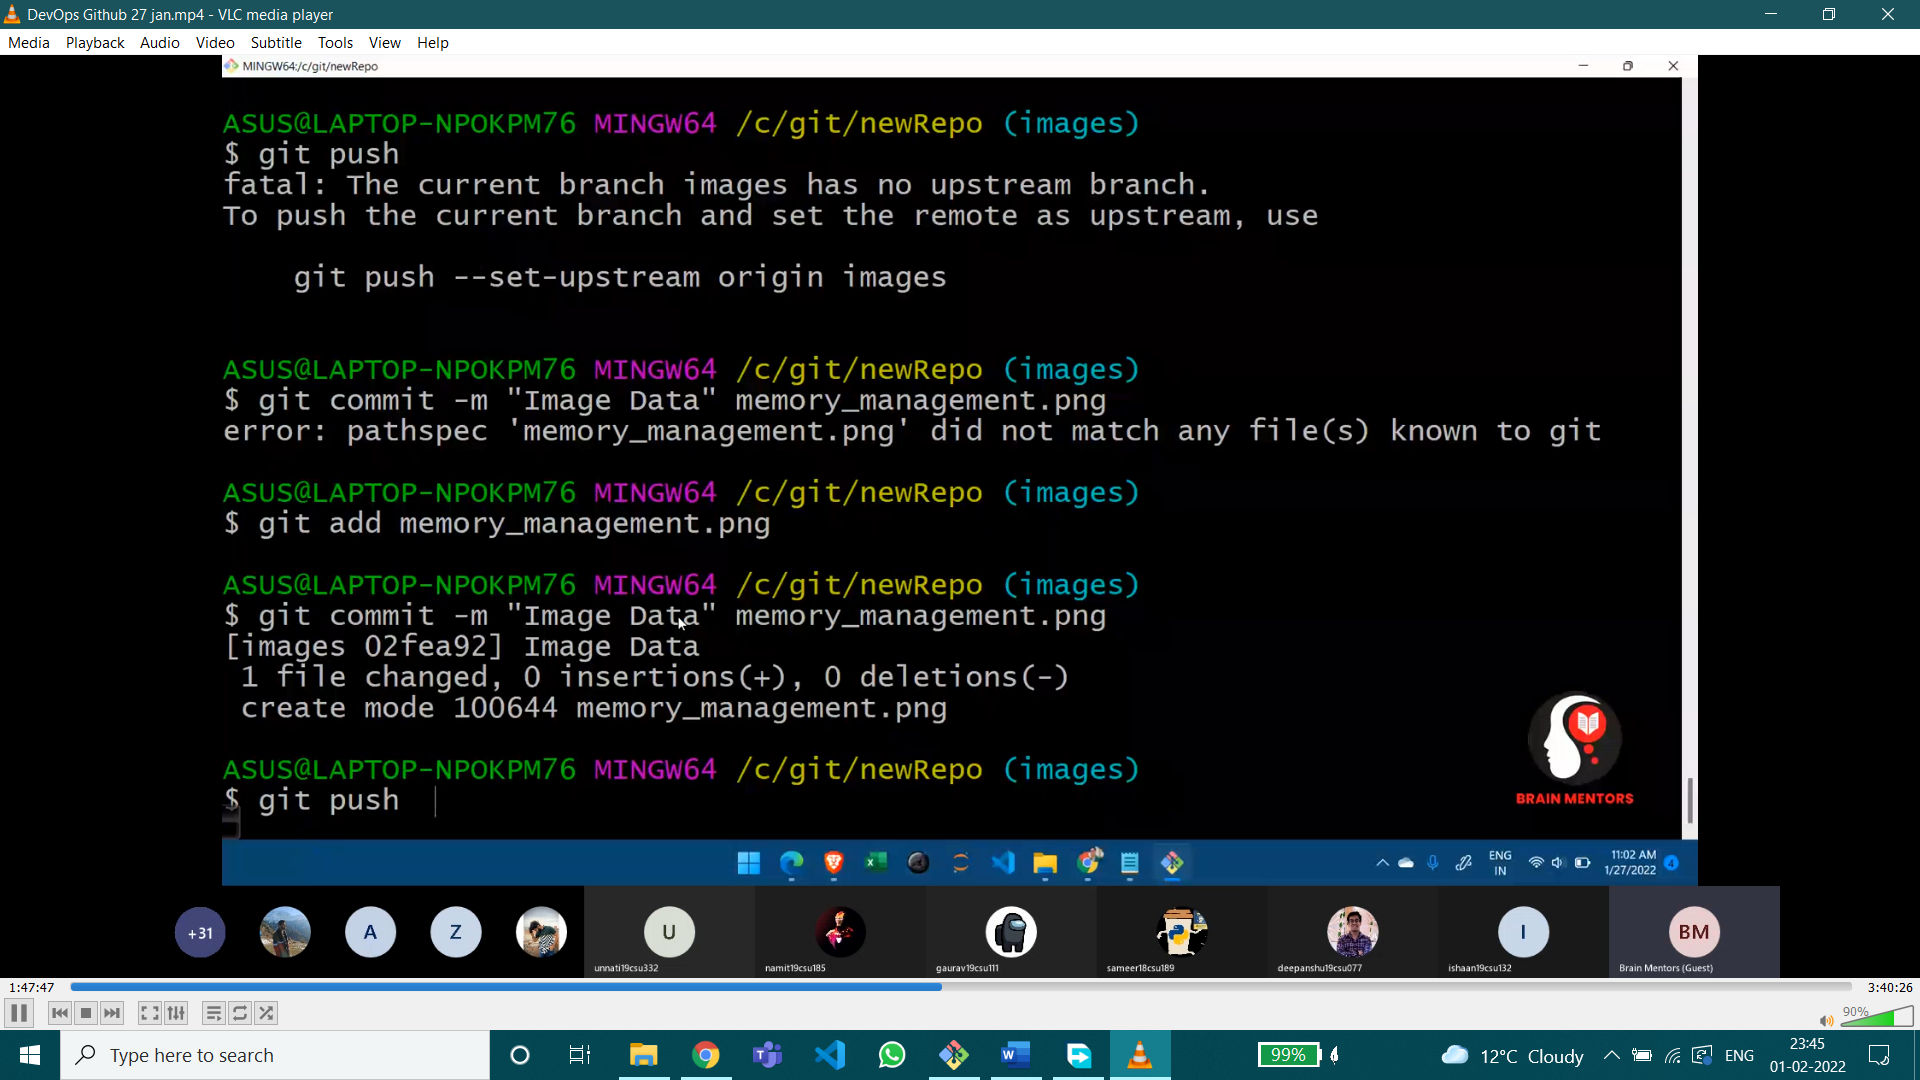 DevOps Github 27 jan.mp4 - VLC media player
Media Playback Audio Video Subtitle Tools View Help
MINGW64:/c/git/newRepo
ASUS@LAPTOP-NPOKPM76 MINGW64 /c/git/newRepo (images)
$ git push
fatal: The current branch images has no upstream branch.
To push the current branch and set the remote as upstream, use
git push --set-upstream origin images
ASUS@LAPTOP-NPOKPM76 MINGW64 /c/git/newRepo (images)
$ git commit -m "Image Data" memory_management.png
error: pathspec 'memory_management.png' did not match any file(s) known to git
ASUS@LAPTOP-NPOKPM76 MINGW64 /c/git/newRepo (images)
$ git add memory_management.png
ASUS@LAPTOP-NPOKPM76 MINGW64 /c/git/newRepo (images)
$ git commit -m "Image Data" memory_management.png
[images 02fea92] Image Data
1 file changed, 0 insertions(+), 0 deletions(-)
create mode 100644 memory_management.png
ASUS@LAPTOP-NPOKPM76 MINGW64 /c/git/newRepo (images)
$ git push
BRAIN MENTORS
ENG
IN
11:02 AM
1/27/2022
4
+31
A
Z
U
I
BM
unnati19csu332
namit19csu185
gaurav19csu111
sameer18csu189
deepanshu19csu077
ishaan19csu132
Brain Mentors (Guest)
1:47:47
3:40:26
90%
Type here to search
99%
12°C Cloudy
ENG
23:45
01-02-2022